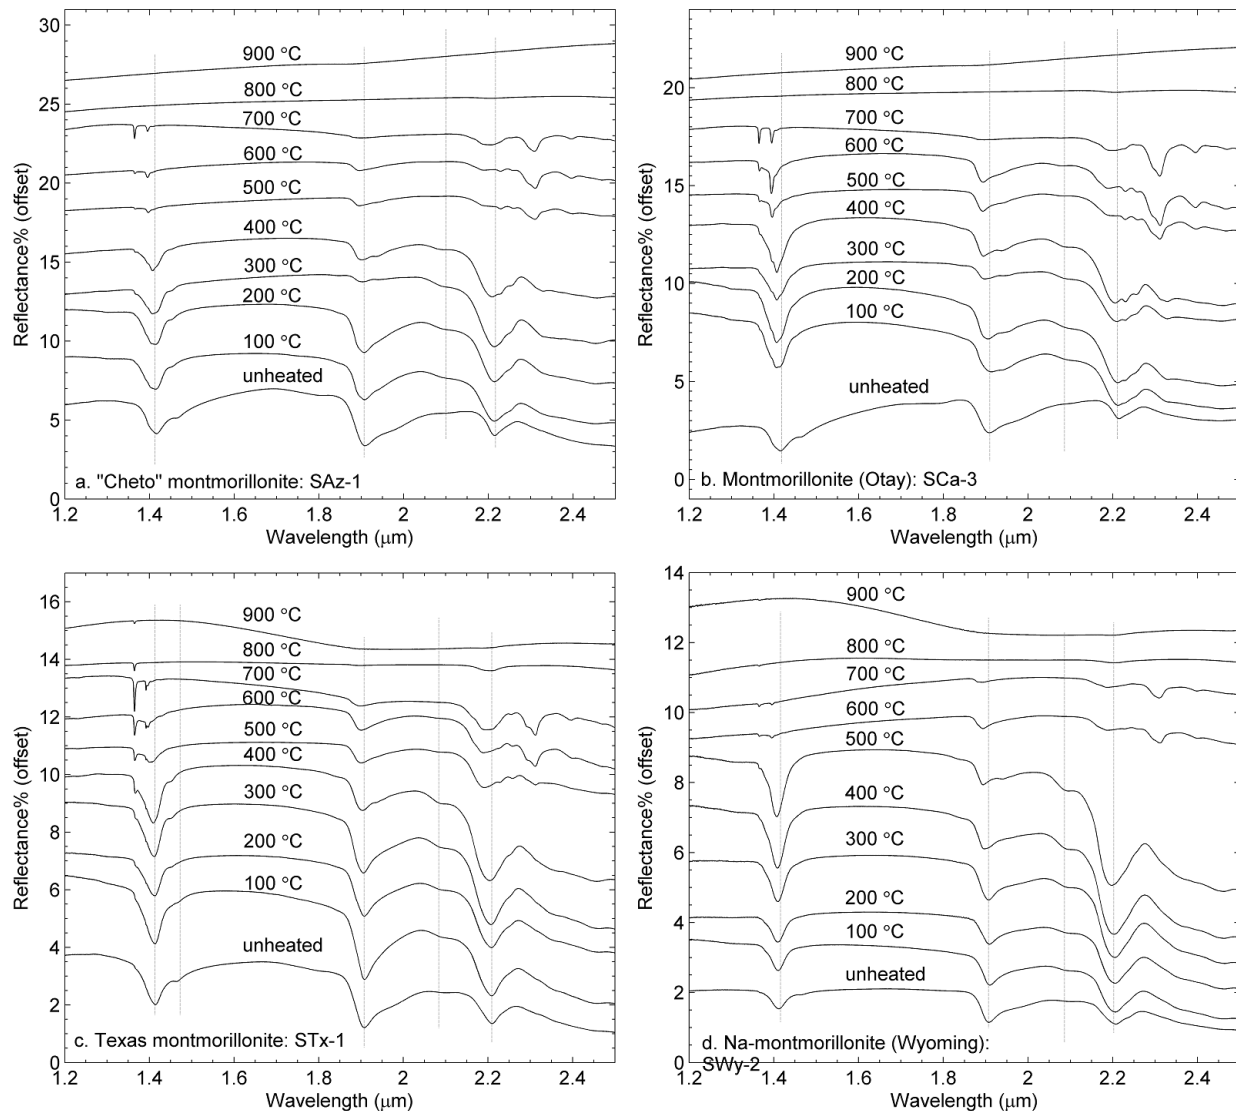 30
25
20
15
10
5
0
Reflectance% (offset)
900 °C
800 °C
700 °C
600 °C
500 °C
400 °C
300 °C
200 °C
100 °C
unheated
a. "Cheto" montmorillonite: SAz-1
1.2 1.4 1.6 1.8 2 2.2 2.4
Wavelength (μm)
20
15
10
5
0
Reflectance% (offset)
900 °C
800 °C
700 °C
600 °C
500 °C
400 °C
300 °C
200 °C
100 °C
unheated
b. Montmorillonite (Otay): SCa-3
1.2 1.4 1.6 1.8 2 2.2 2.4
Wavelength (μm)
16
14
12
10
8
6
4
2
0
Reflectance% (offset)
900 °C
800 °C
700 °C
600 °C
500 °C
400 °C
300 °C
200 °C
100 °C
unheated
c. Texas montmorillonite: STx-1
1.2 1.4 1.6 1.8 2 2.2 2.4
Wavelength (μm)
14
12
10
8
6
4
2
0
Reflectance% (offset)
900 °C
800 °C
700 °C
600 °C
500 °C
400 °C
300 °C
200 °C
100 °C
unheated
d. Na-montmorillonite (Wyoming):
SWy-2
1.2 1.4 1.6 1.8 2 2.2 2.4
Wavelength (μm)